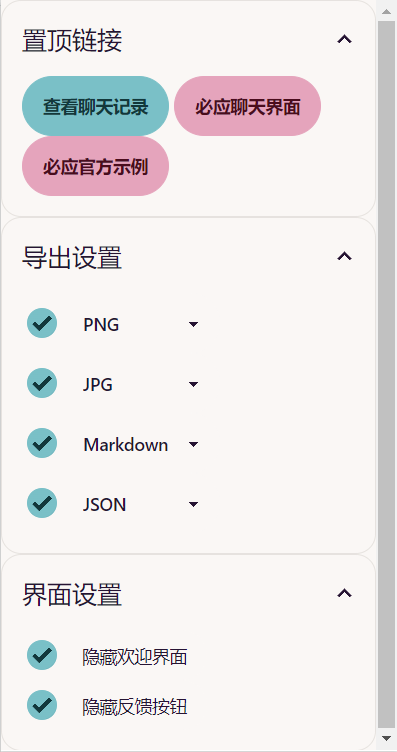 置顶链接
查看聊天记录 必应聊天界面
必应官方示例
导出设置
PNG
JPG
Markdown
JSON
界面设置
隐藏欢迎界面
隐藏反馈按钮